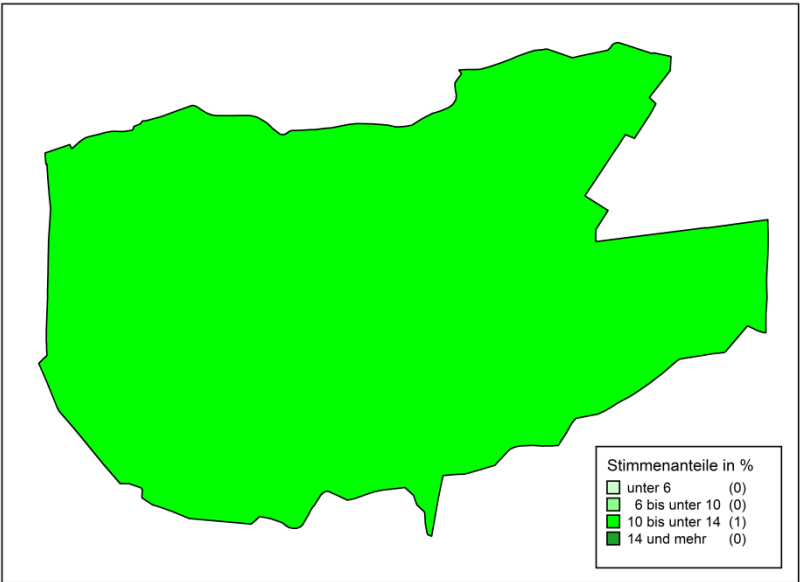 Stimmenanteile in %
unter 6 (0)
6 bis unter 10 (0)
10 bis unter 14 (1)
14 und mehr (0)